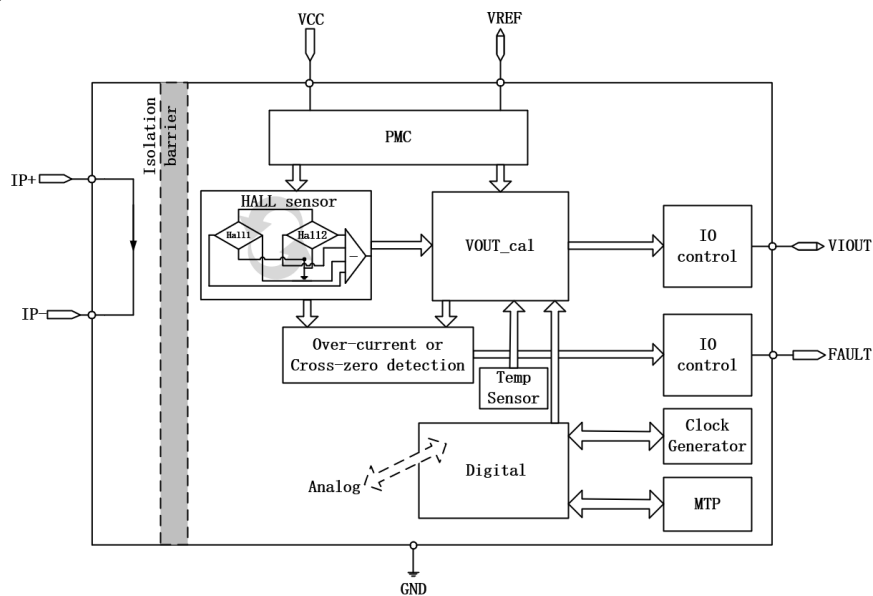 VCC
VREF
Isolation
barrier
PMC
IP+
HALL sensor
Hall1
Hall2
-
VOUT_cal
IO
control
VIOUT
IP-
Over-current or
Cross-zero detection
IO
control
FAULT
Temp
Sensor
Clock
Generator
Digital
Analog
MTP
GND